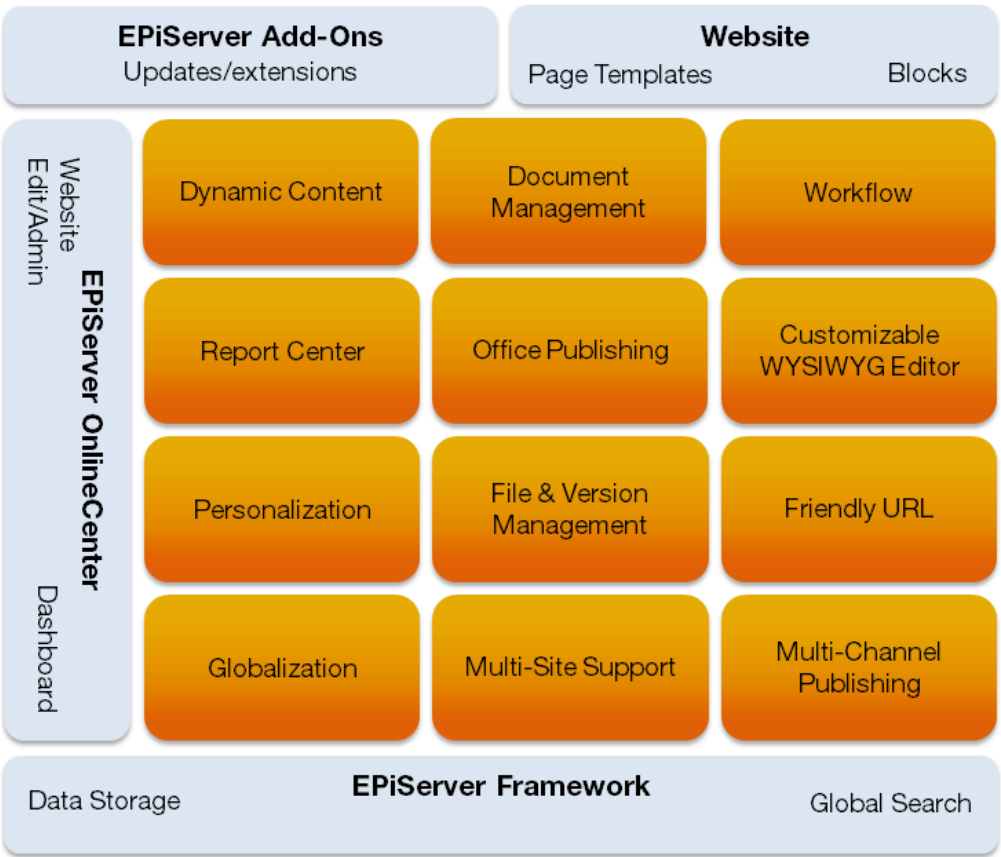 EPiServer Add-Ons
Updates/extensions
Website
Page Templates
Blocks
Website
Edit/Admin
EPiServer OnlineCenter
Dashboard
Dynamic Content
Document
Management
Workflow
Report Center
Office Publishing
Customizable
WYSIWYG Editor
Personalization
File & Version
Management
Friendly URL
Globalization
Multi-Site Support
Multi-Channel
Publishing
EPiServer Framework
Data Storage
Global Search